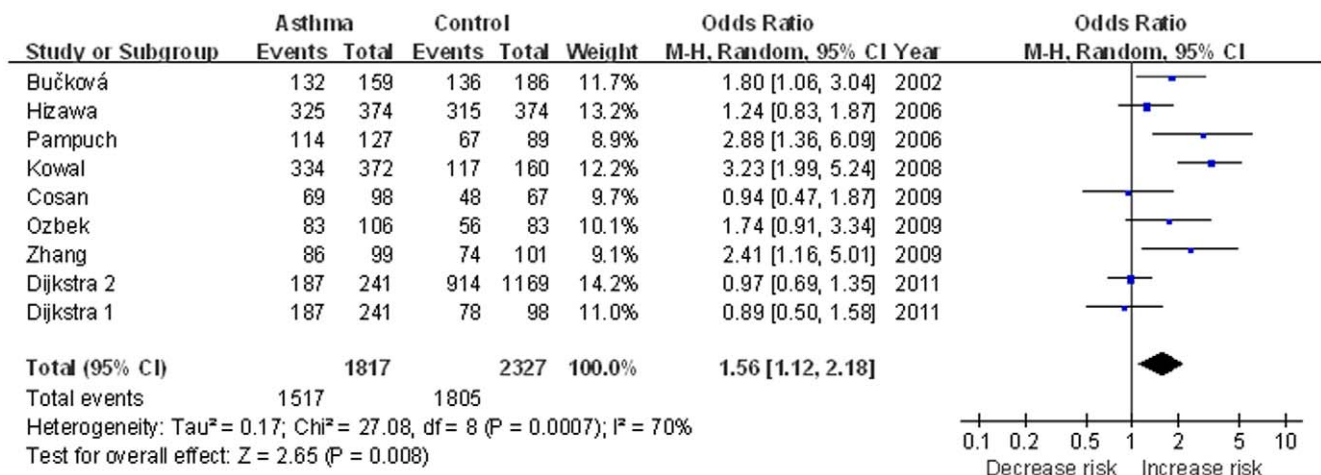 Asthma Control Odds Ratio Odds Ratio
Study or Subgroup Events Total Events Total Weight M-H, Random, 95% CI Year M-H, Random, 95% CI
Bučková 132 159 136 186 11.7% 1.80 [1.06, 3.04] 2002
Hizawa 325 374 315 374 13.2% 1.24 [0.83, 1.87] 2006
Pampuch 114 127 67 89 8.9% 2.88 [1.36, 6.09] 2006
Kowal 334 372 117 160 12.2% 3.23 [1.99, 5.24] 2008
Cosan 69 98 48 67 9.7% 0.94 [0.47, 1.87] 2009
Ozbek 83 106 56 83 10.1% 1.74 [0.91, 3.34] 2009
Zhang 86 99 74 101 9.1% 2.41 [1.16, 5.01] 2009
Dijkstra 2 187 241 914 1169 14.2% 0.97 [0.69, 1.35] 2011
Dijkstra 1 187 241 78 98 11.0% 0.89 [0.50, 1.58] 2011
Total (95% CI) 1817 2327 100.0% 1.56 [1.12, 2.18]
Total events 1517 1805
Heterogeneity: Tau² = 0.17; Chi² = 27.08, df = 8 (P = 0.0007); I² = 70%
Test for overall effect: Z = 2.65 (P = 0.008)
0.1 0.2 0.5 1 2 5 10
Decrease risk Increase risk